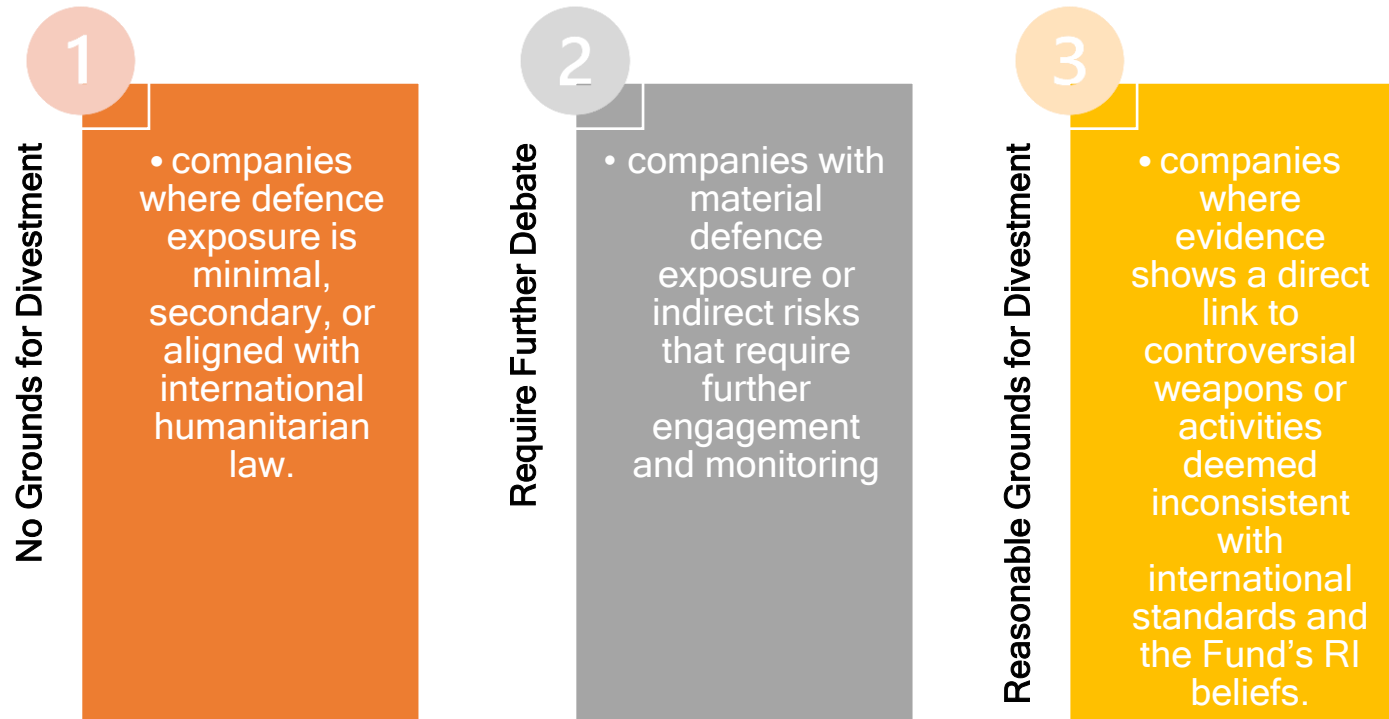 1
No Grounds for Divestment
• companies
where defence
exposure is
minimal,
secondary, or
aligned with
international
humanitarian
law.
2
Require Further Debate
• companies with
material
defence
exposure or
indirect risks
that require
further
engagement
and monitoring
3
Reasonable Grounds for Divestment
• companies
where
evidence
shows a direct
link to
controversial
weapons or
activities
deemed
inconsistent
with
international
standards and
the Fund’s RI
beliefs.